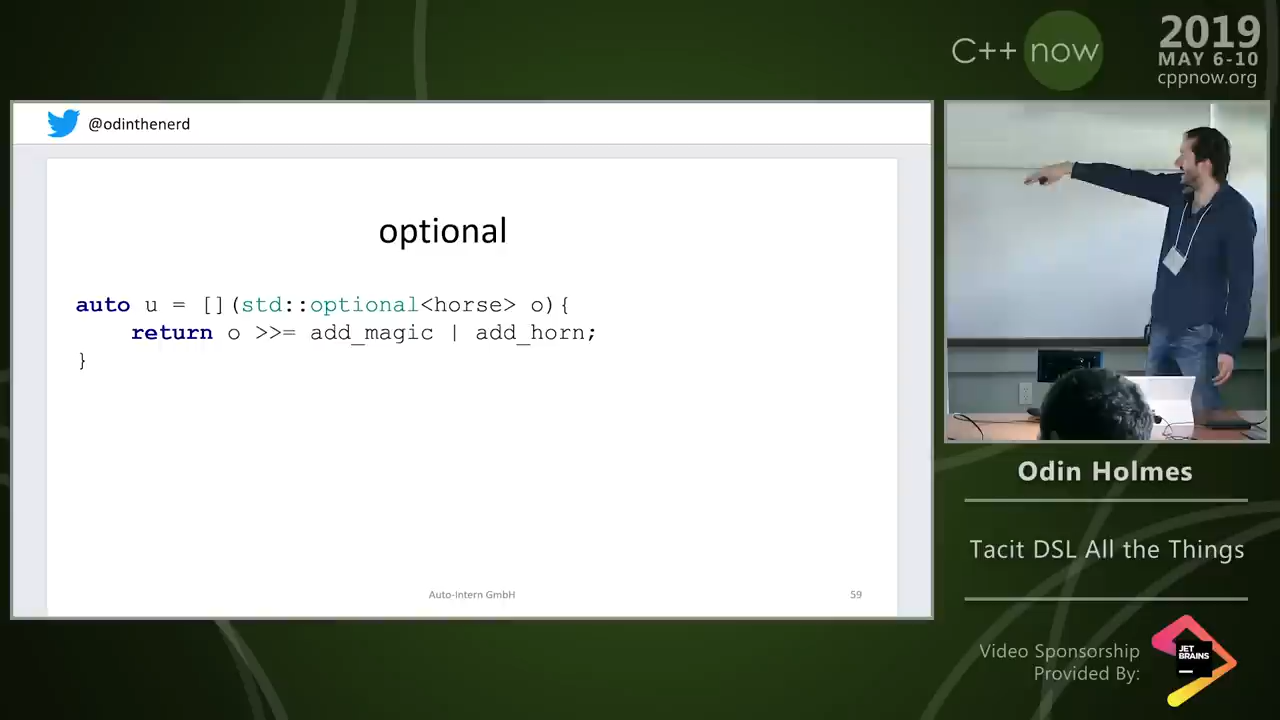 C++ now
2019
MAY 6-10
cppnow.org
@odinthenerd
optional
auto u = [](std::optional<horse> o){
    return o >>= add_magic | add_horn;
}
Auto-Intern GmbH
59
Odin Holmes
Tacit DSL All the Things
Video Sponsorship
Provided By:
JET
BRAINS